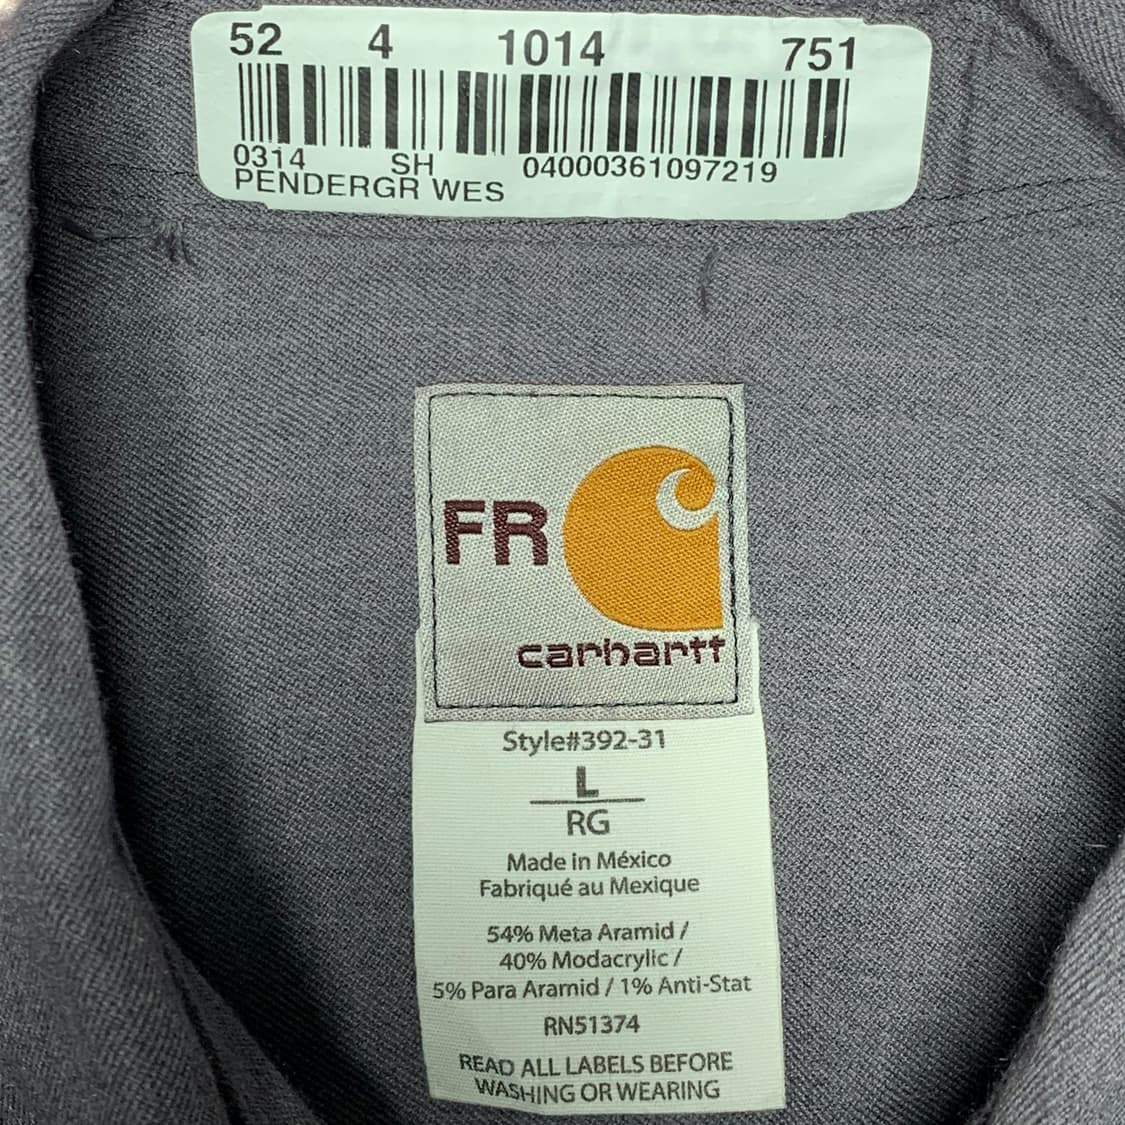 52 4 1014 751
0314 SH 04000361097219
PENDERGR WES
FR
carhartt
Style#392-31
L
RG
Made in México
Fabriqué au Mexique
54% Meta Aramid /
40% Modacrylic /
5% Para Aramid / 1% Anti-Stat
RN51374
READ ALL LABELS BEFORE
WASHING OR WEARING